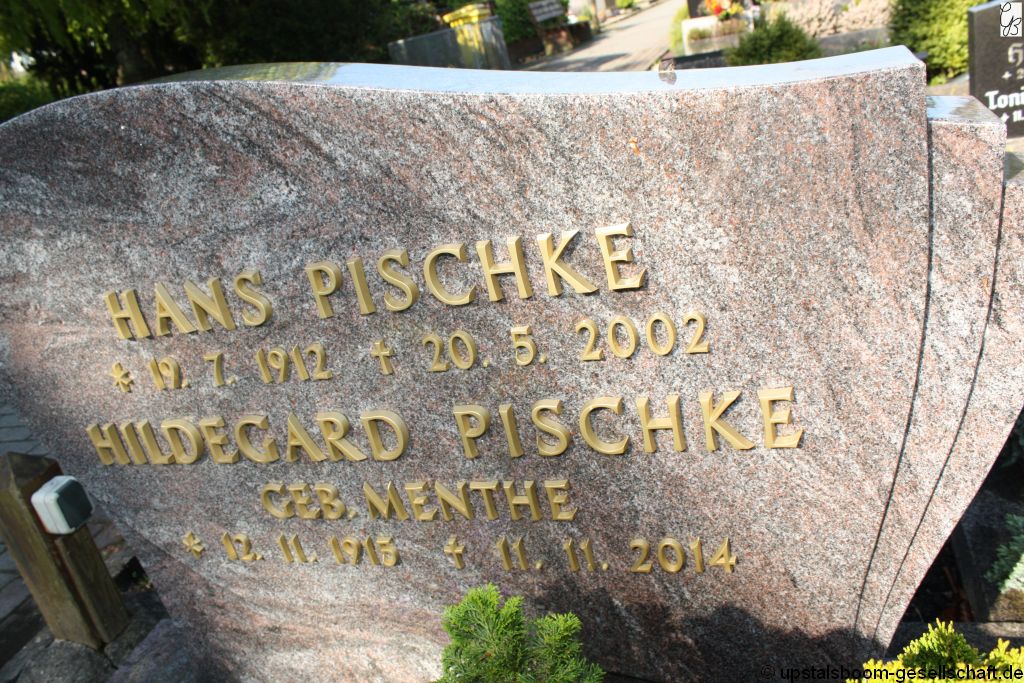 HANS PISCHKE
* 19. 7. 1912 † 20. 5. 2002
HILDEGARD PISCHKE
GEB. MENTHE
* 12. 11. 1915 † 11. 11. 2014
Toni
© upstalsboom-gesellschaft.de